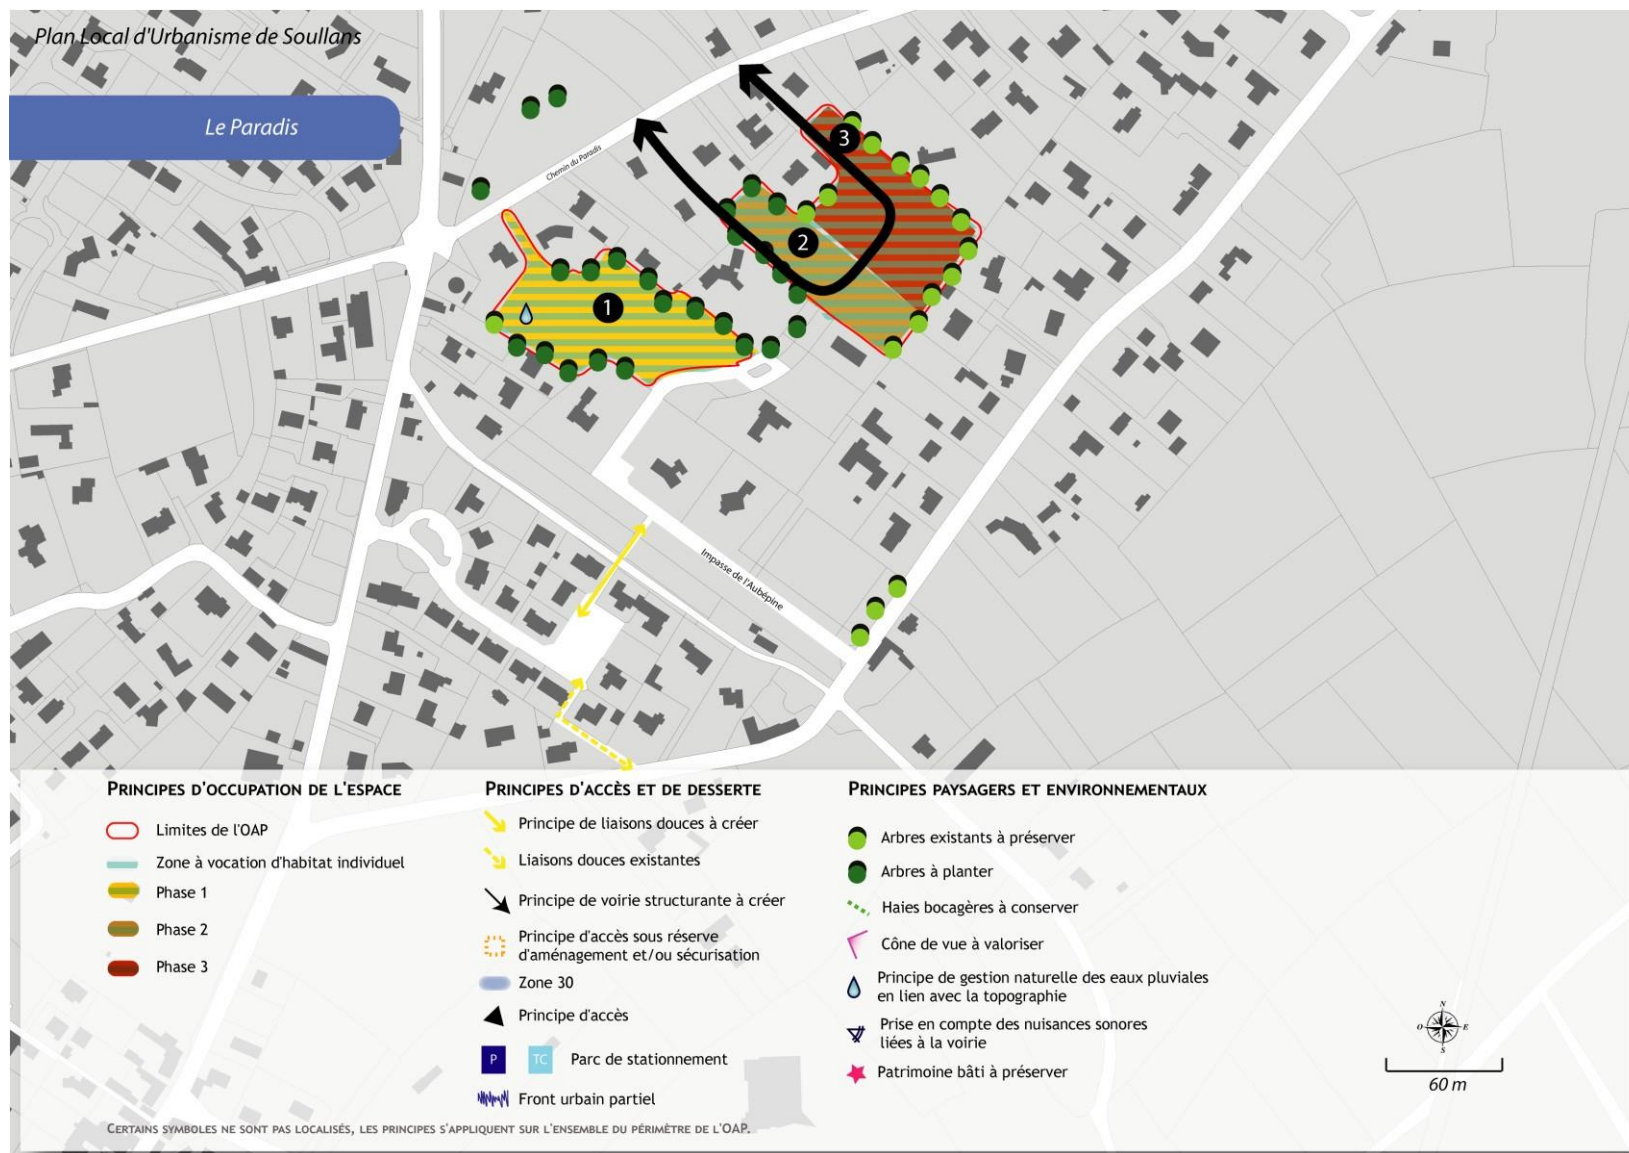 Plan Local d'Urbanisme de Soullans
Le Paradis
Chemin du Paradis
3
2
1
Impasse de l'Aubépine
PRINCIPES D'OCCUPATION DE L'ESPACE
Limites de l'OAP
Zone à vocation d'habitat individuel
Phase 1
Phase 2
Phase 3
PRINCIPES D'ACCÈS ET DE DESSERTE
Principe de liaisons douces à créer
Liaisons douces existantes
Principe de voirie structurante à créer
Principe d'accès sous réserve
d'aménagement et/ou sécurisation
Zone 30
Principe d'accès
P TC Parc de stationnement
Front urbain partiel
PRINCIPES PAYSAGERS ET ENVIRONNEMENTAUX
Arbres existants à préserver
Arbres à planter
Haies bocagères à conserver
Cône de vue à valoriser
Principe de gestion naturelle des eaux pluviales
en lien avec la topographie
Prise en compte des nuisances sonores
liées à la voirie
Patrimoine bâti à préserver
N
O E
S
60 m
CERTAINS SYMBOLES NE SONT PAS LOCALISÉS, LES PRINCIPES S'APPLIQUENT SUR L'ENSEMBLE DU PÉRIMÈTRE DE L'OAP.